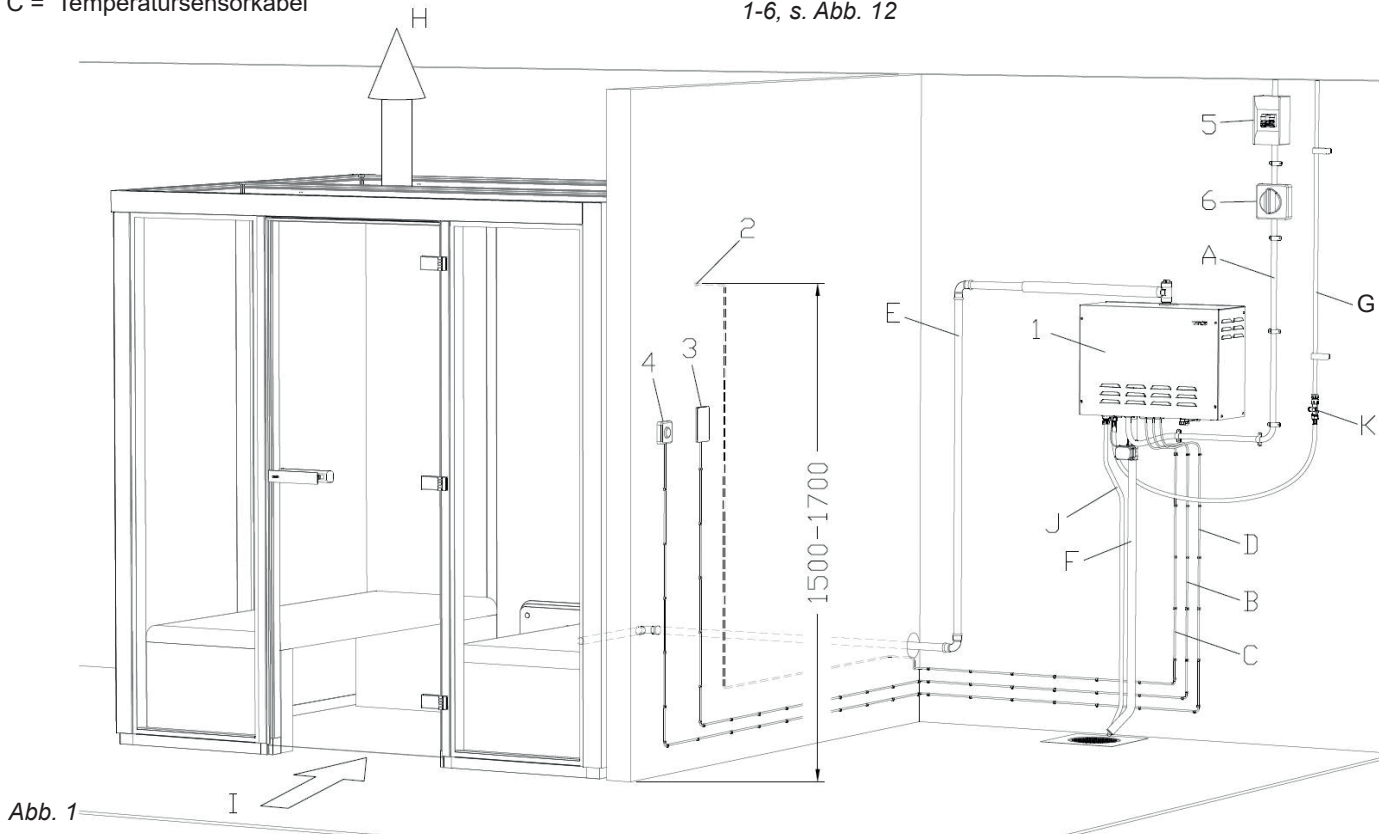 C = Temperatursensorkabel
1-6, s. Abb. 12
H
5
6
2
A
E
G
1
3
4
K
1500-1700
J
D
F
B
C
I
Abb. 1